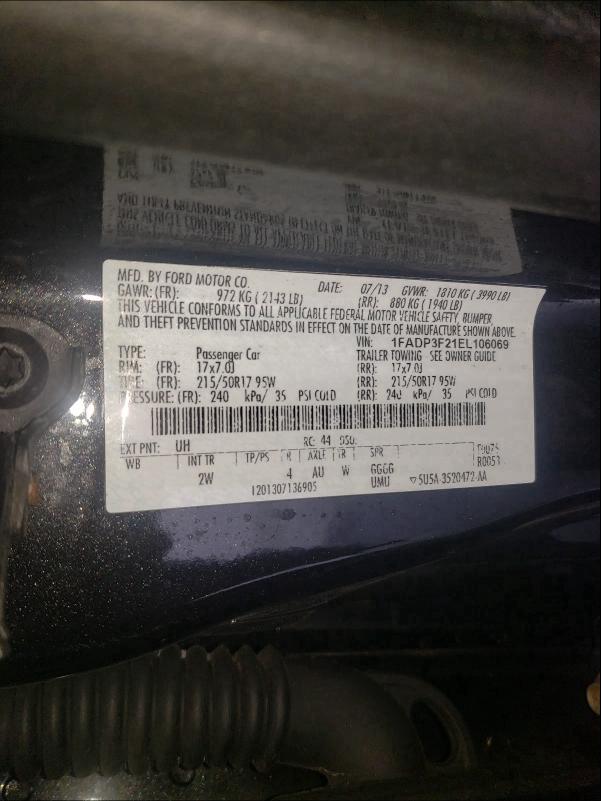 MFD. BY FORD MOTOR CO. DATE: 07/13 GVWR: 1810 KG ( 3990 LB)
GAWR: (FR): 972 KG ( 2143 LB) (RR): 880 KG ( 1940 LB)
THIS VEHICLE CONFORMS TO ALL APPLICABLE FEDERAL MOTOR VEHICLE SAFETY, BUMPER,
AND THEFT PREVENTION STANDARDS IN EFFECT ON THE DATE OF MANUFACTURE SHOWN ABOVE.
VIN: 1FADP3F21EL106069
TYPE: Passenger Car TRAILER TOWING - SEE OWNER GUIDE
RIM: (FR): 17x7.0J (RR): 17x7.0J
TIRE: (FR): 215/50R17 95W (RR): 215/50R17 95W
PRESSURE: (FR): 240 kPa/ 35 PSI COLD (RR): 240 kPa/ 35 PSI COLD
EXT PNT: UH RC: 44 DSO:
WB INT TR TP/PS R AXLE TR SPR T0075
2W 4 AU W GGGG R0053
UMU
1201307136905 5U5A-3520472-AA